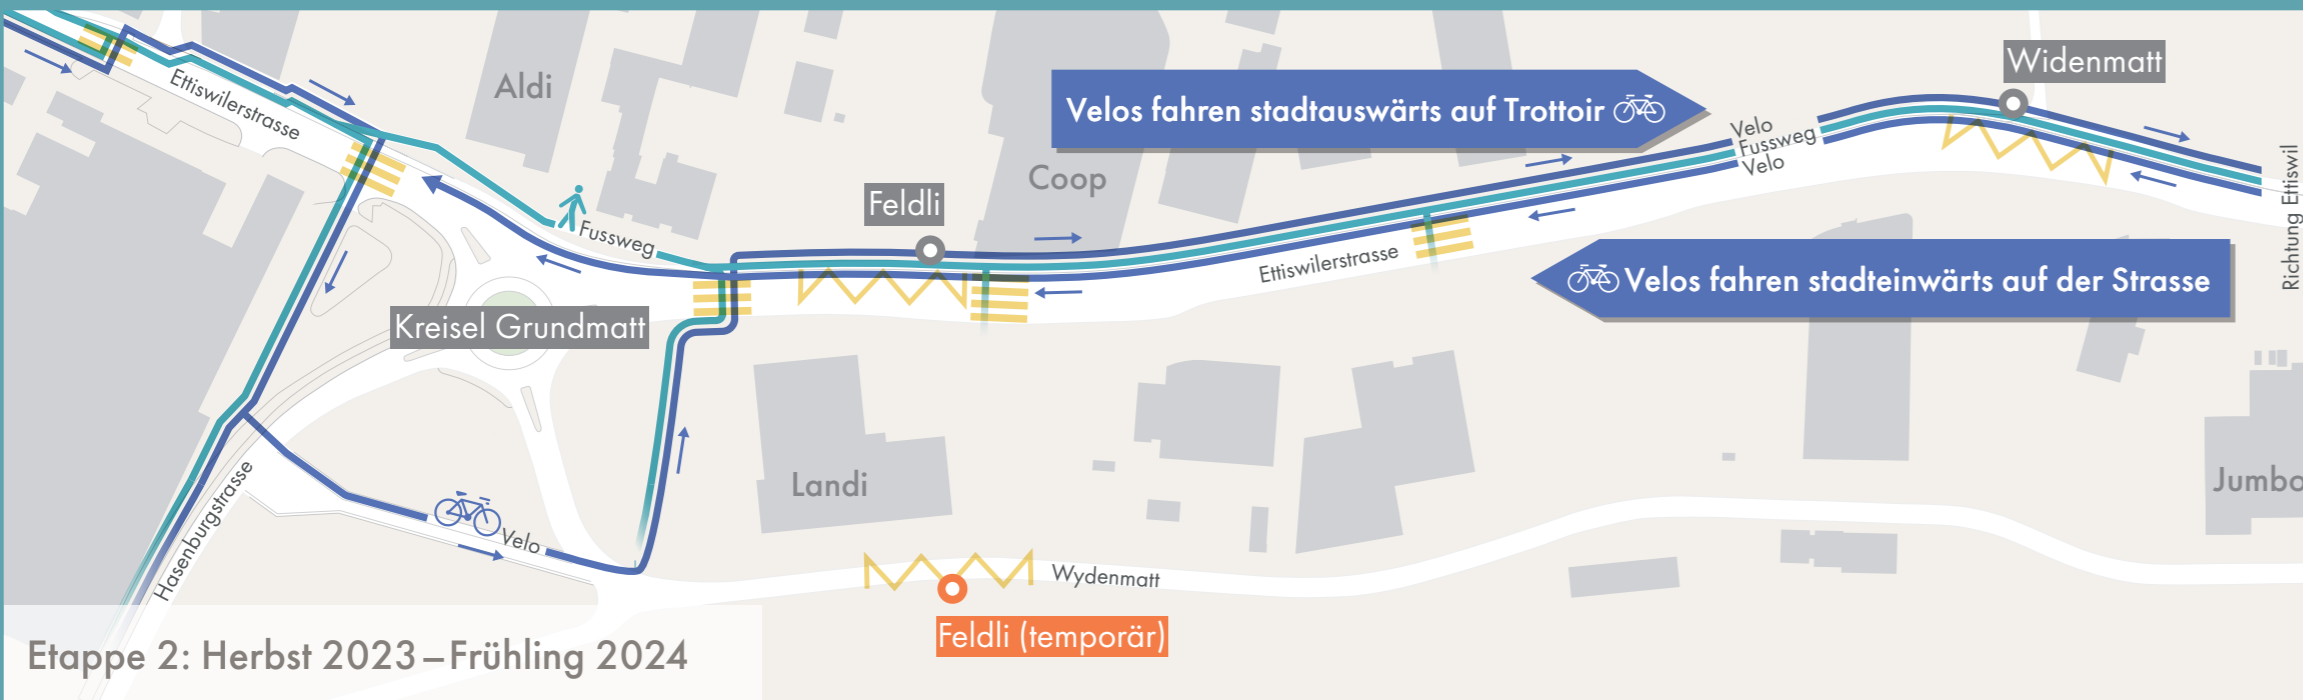 Widenmatt
Aldi
Ettiswilerstrasse
Velos fahren stadtauswärts auf Trottoir
Velo
Fussweg
Velo
Coop
Feldli
Fussweg
Richtung Ettiswil
Ettiswilerstrasse
Velos fahren stadteinwärts auf der Strasse
Kreisel Grundmatt
Landi
Jumbo
Hasenburgstrasse
Velo
Wydenmatt
Feldli (temporär)
Etappe 2: Herbst 2023 – Frühling 2024